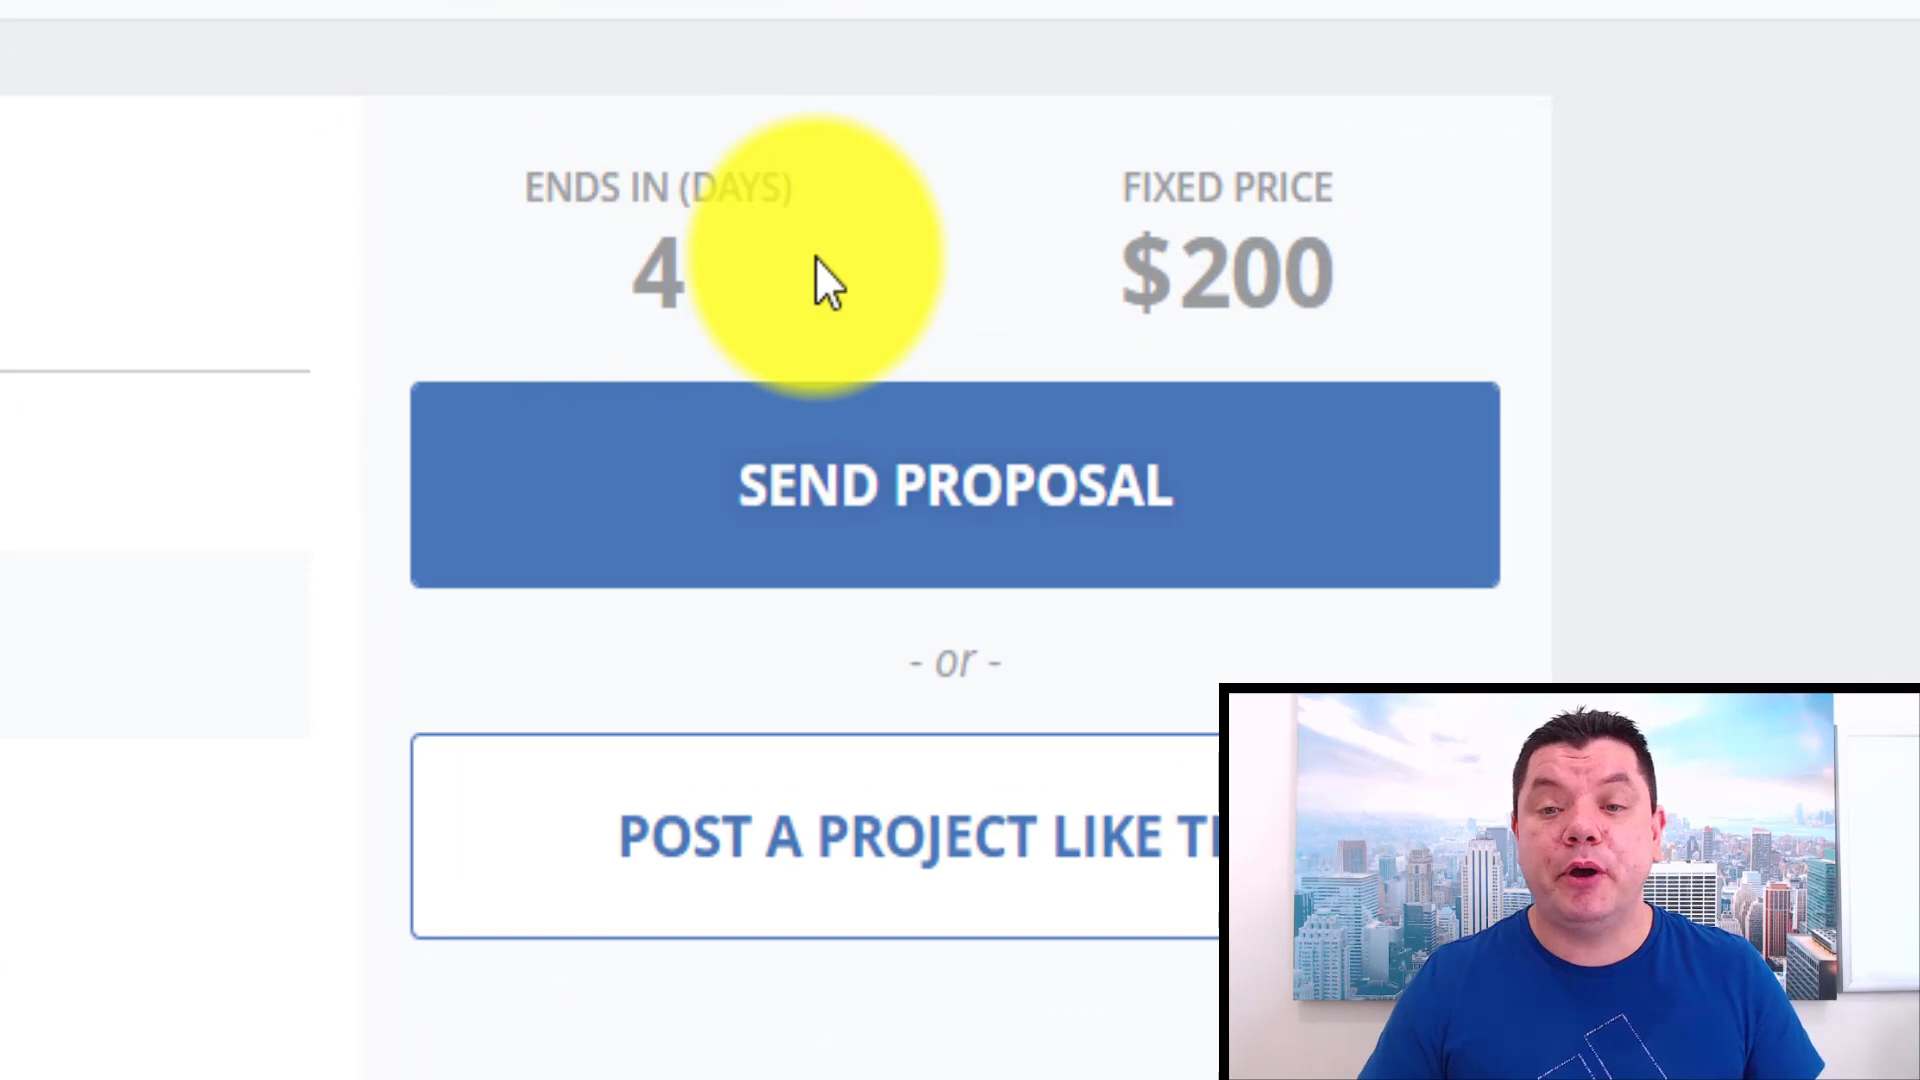 ENDS IN (DAYS)
4
FIXED PRICE
$200
SEND PROPOSAL
- or -
POST A PROJECT LIKE